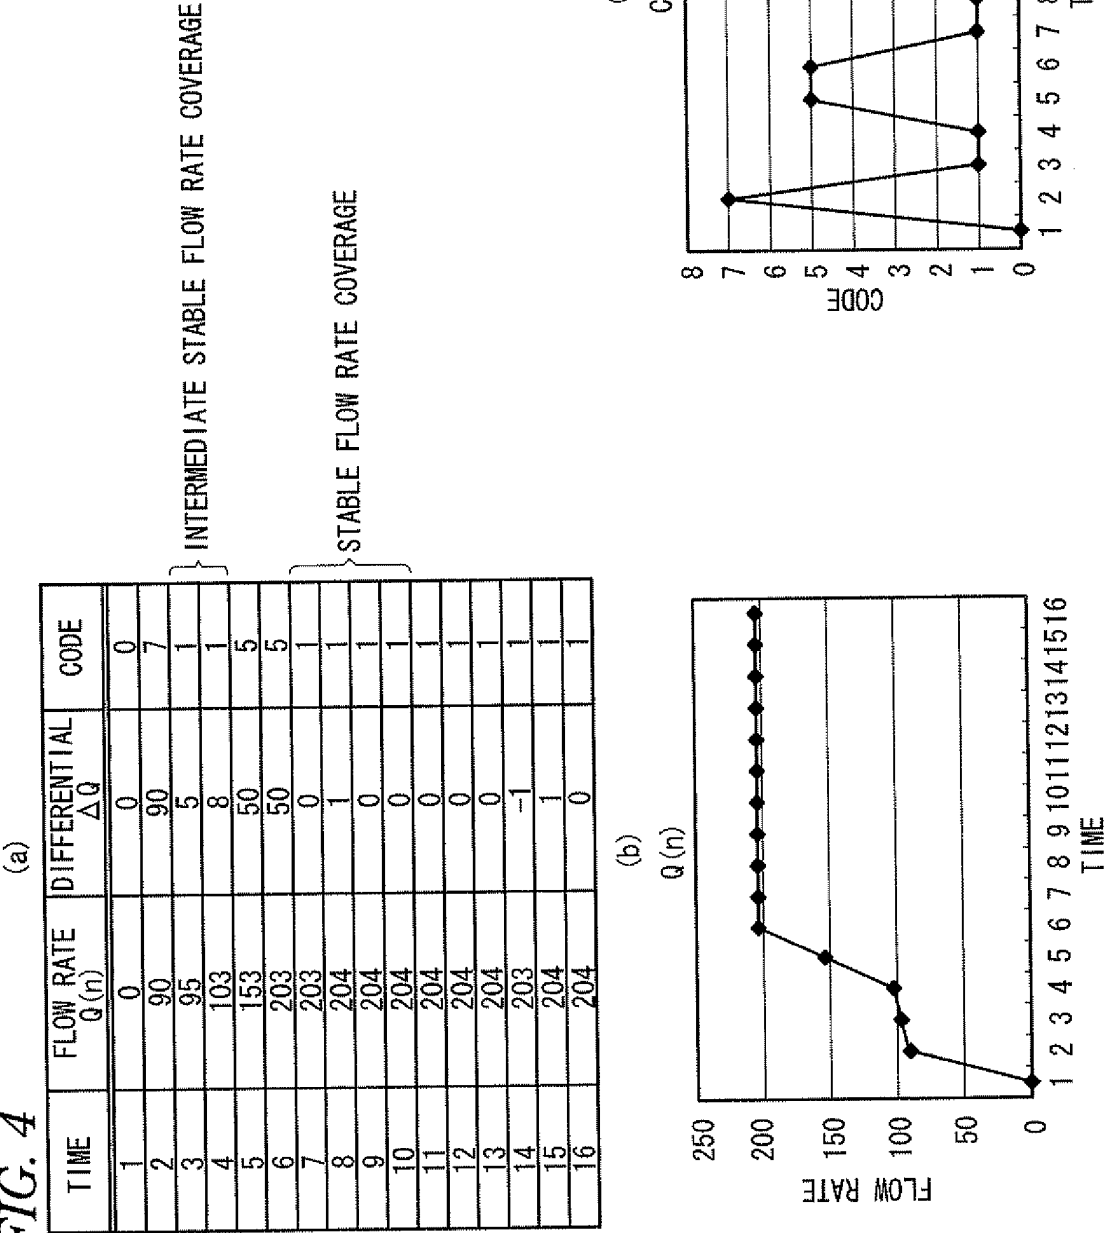 FIG. 4
(a)
TIME FLOW RATE Q(n) DIFFERENTIAL ΔQ CODE
1 0 0 0
2 90 90 7
3 95 5 1
4 103 8 1
5 153 50 5
6 203 50 5
7 203 0 1
8 204 1 1
9 204 0 1
10 204 0 1
11 204 0 1
12 204 0 1
13 204 0 1
14 203 -1 1
15 204 1 1
16 204 0 1
INTERMEDIATE STABLE FLOW RATE COVERAGE
STABLE FLOW RATE COVERAGE
(b)
Q(n)
FLOW RATE
250
200
150
100
50
0
1 2 3 4 5 6 7 8 9 10 11 12 13 14 15 16
TIME
CODE
8
7
6
5
4
3
2
1
0
1 2 3 4 5 6 7